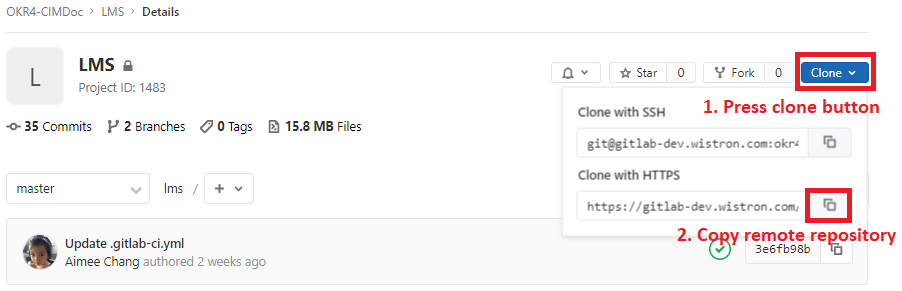 OKR4-CIMDoc > LMS > Details
L
LMS
Project ID: 1483
Star 0
Fork 0
Clone
1. Press clone button
35 Commits
2 Branches
0 Tags
15.8 MB Files
Clone with SSH
git@gitlab-dev.wistron.com:okr4
Clone with HTTPS
https://gitlab-dev.wistron.com/
2. Copy remote repository
master
lms / +
Update .gitlab-ci.yml
Aimee Chang authored 2 weeks ago
3e6fb98b